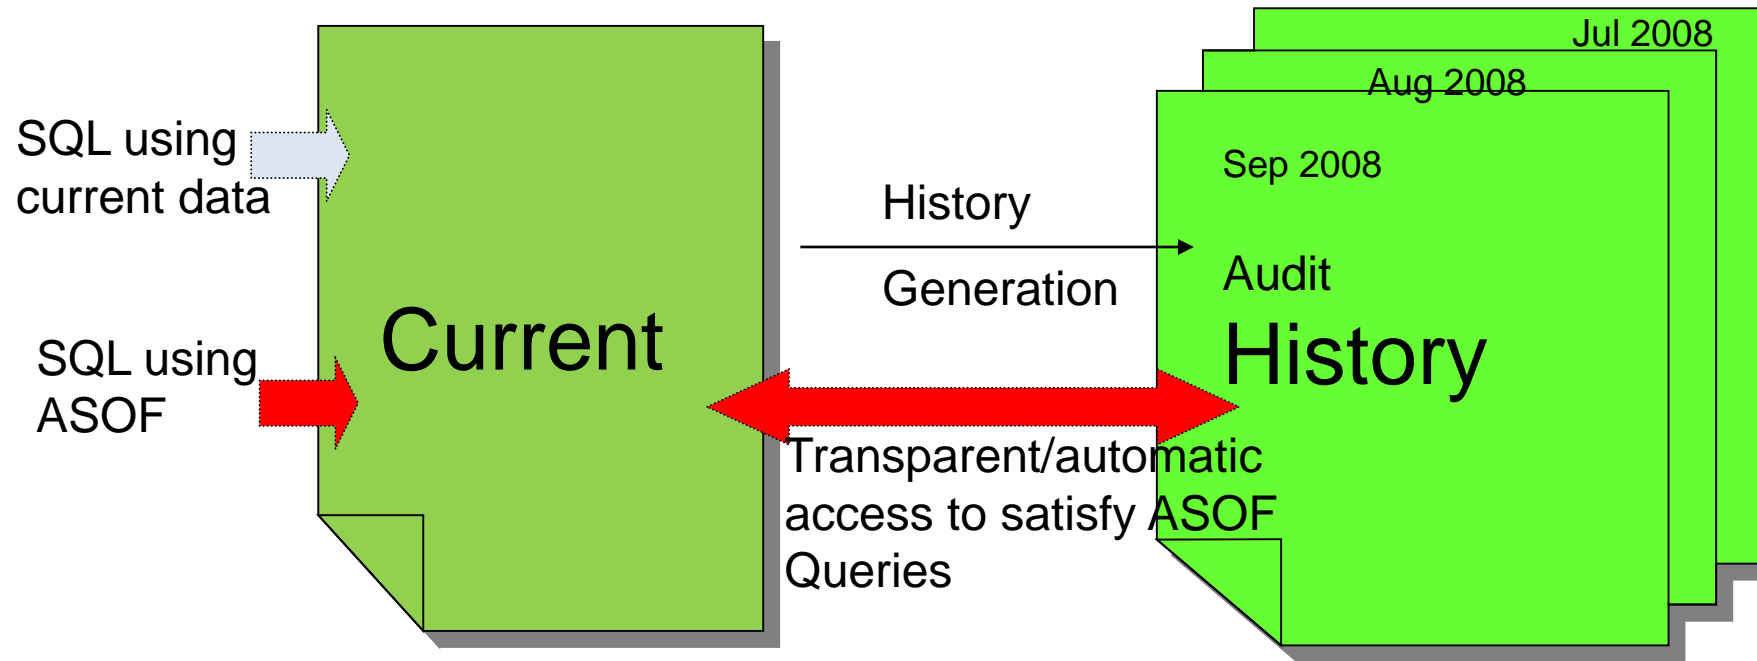 SQL using
current data
SQL using
ASOF
Current
History
Generation
Transparent/automatic
access to satisfy ASOF
Queries
Jul 2008
Aug 2008
Sep 2008
Audit
History